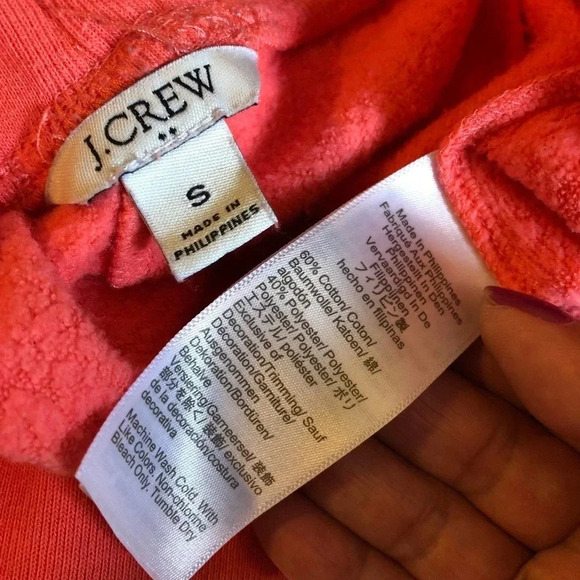 J.CREW
S
MADE IN
PHILIPPINES
Made In Philippines
Fabriqué Aux Philippines
Hergestellt In Den
Philippinen
Vervaardigd In De
Filippijnen
フィリピン製
hecho en filipinas
60% Cotton/ Coton/
Baumwolle/ Katoen/ 綿/
algodón
40% Polyester/ Polyester/
Polyester/ Polyester/ ポリ
エステル/ polyester
Exclusive of
Decoration/Trimming/ Sauf
Décoration/Garniture/
Ausgenommen
Dekoration/Bordüren/
Behalve
Versiering/Garneersel/ 装飾
部分を除く/ exclusivo
de la decoración/costura
decorativa
Machine Wash Cold, With
Like Colors. Non-chlorine
Bleach Only. Tumble Dry